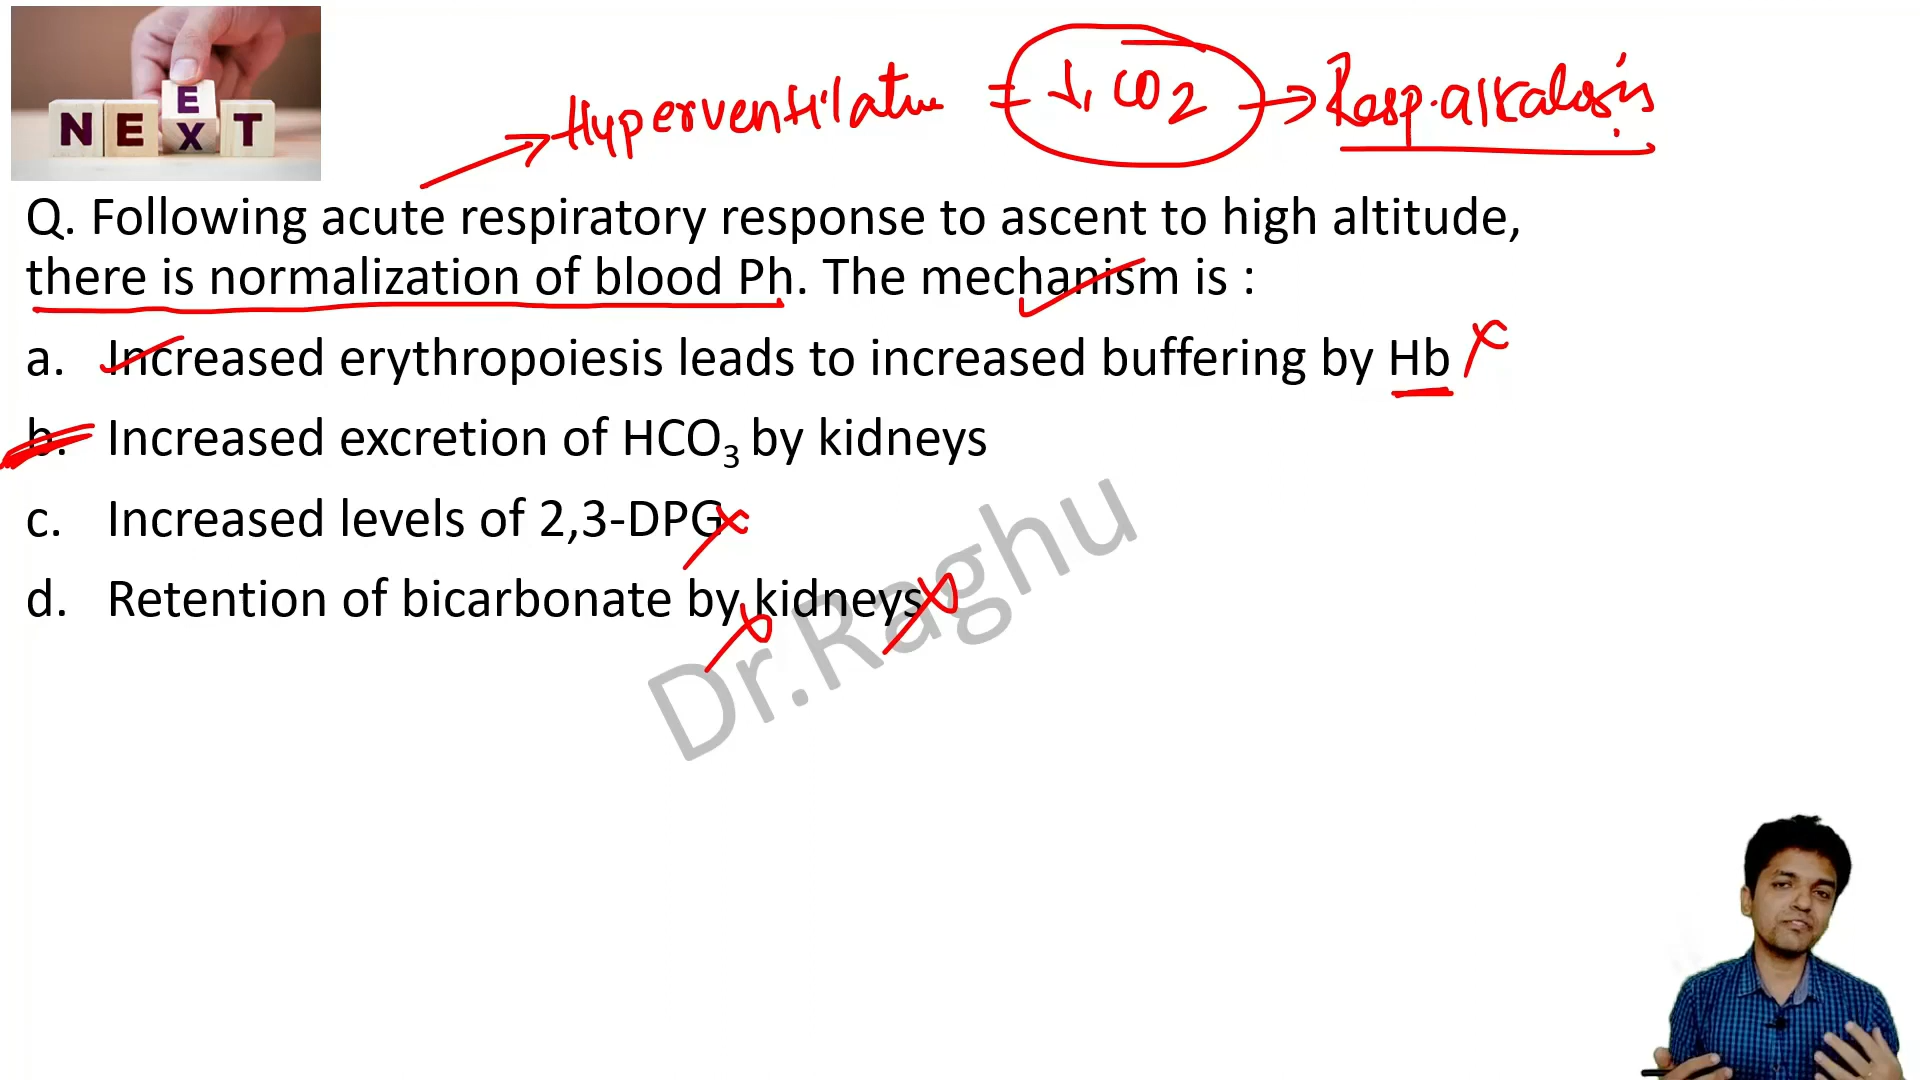 NEXT
E
Hyperventilatn = ↓, CO2 → Resp. alkalosis
Q. Following acute respiratory response to ascent to high altitude,
there is normalization of blood Ph. The mechanism is :
a. Increased erythropoiesis leads to increased buffering by Hb
b. Increased excretion of HCO3 by kidneys
c. Increased levels of 2,3-DPG
d. Retention of bicarbonate by kidneys
Dr.Raghu